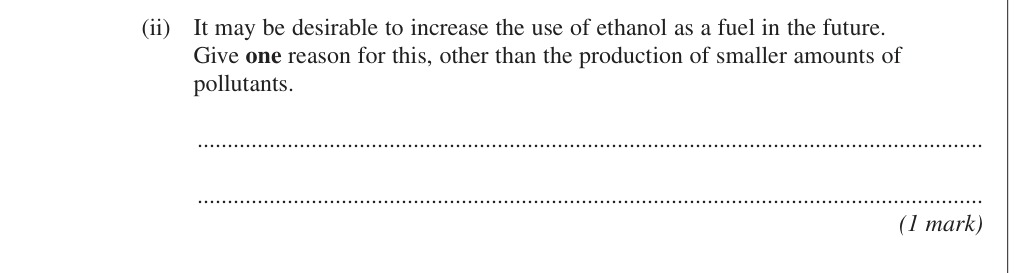 (ii) It may be desirable to increase the use of ethanol as a fuel in the future.
Give one reason for this, other than the production of smaller amounts of
pollutants.
(1 mark)